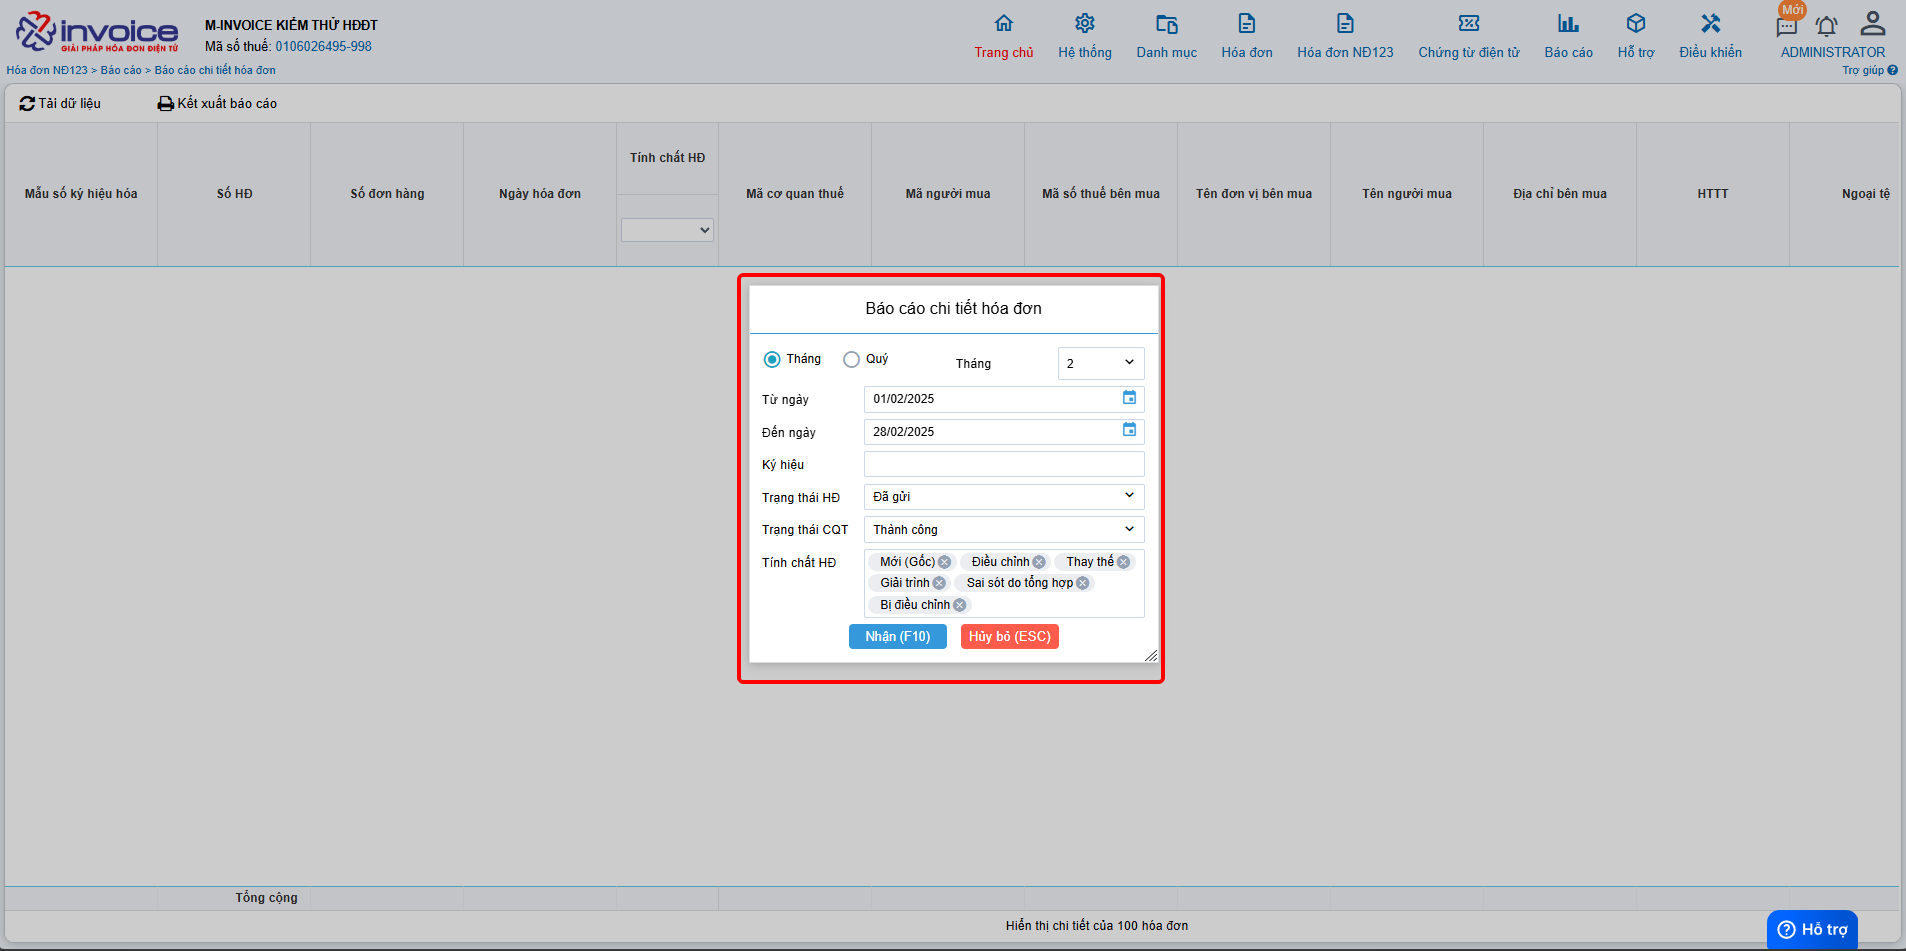 invoice
GIẢI PHÁP HÓA ĐƠN ĐIỆN TỬ
M-INVOICE KIỂM THỬ HĐĐT
Mã số thuế: 0106026495-998
Trang chủ
Hệ thống
Danh mục
Hóa đơn
Hóa đơn NĐ123
Chứng từ điện tử
Báo cáo
Hỗ trợ
Điều khiển
Mới
ADMINISTRATOR
Hóa đơn NĐ123 > Báo cáo > Báo cáo chi tiết hóa đơn
Trợ giúp
Tải dữ liệu
Kết xuất báo cáo
Mẫu số ký hiệu hóa
Số HĐ
Số đơn hàng
Ngày hóa đơn
Tính chất HĐ
Mã cơ quan thuế
Mã người mua
Mã số thuế bên mua
Tên đơn vị bên mua
Tên người mua
Địa chỉ bên mua
HTTT
Ngoại tệ
Báo cáo chi tiết hóa đơn
Tháng
Quý
Tháng
2
Từ ngày
01/02/2025
Đến ngày
28/02/2025
Ký hiệu
Trạng thái HĐ
Đã gửi
Trạng thái CQT
Thành công
Tính chất HĐ
Mới (Gốc)
Điều chỉnh
Thay thế
Giải trình
Sai sót do tổng hợp
Bị điều chỉnh
Nhận (F10)
Hủy bỏ (ESC)
Tổng cộng
Hiển thị chi tiết của 100 hóa đơn
Hỗ trợ